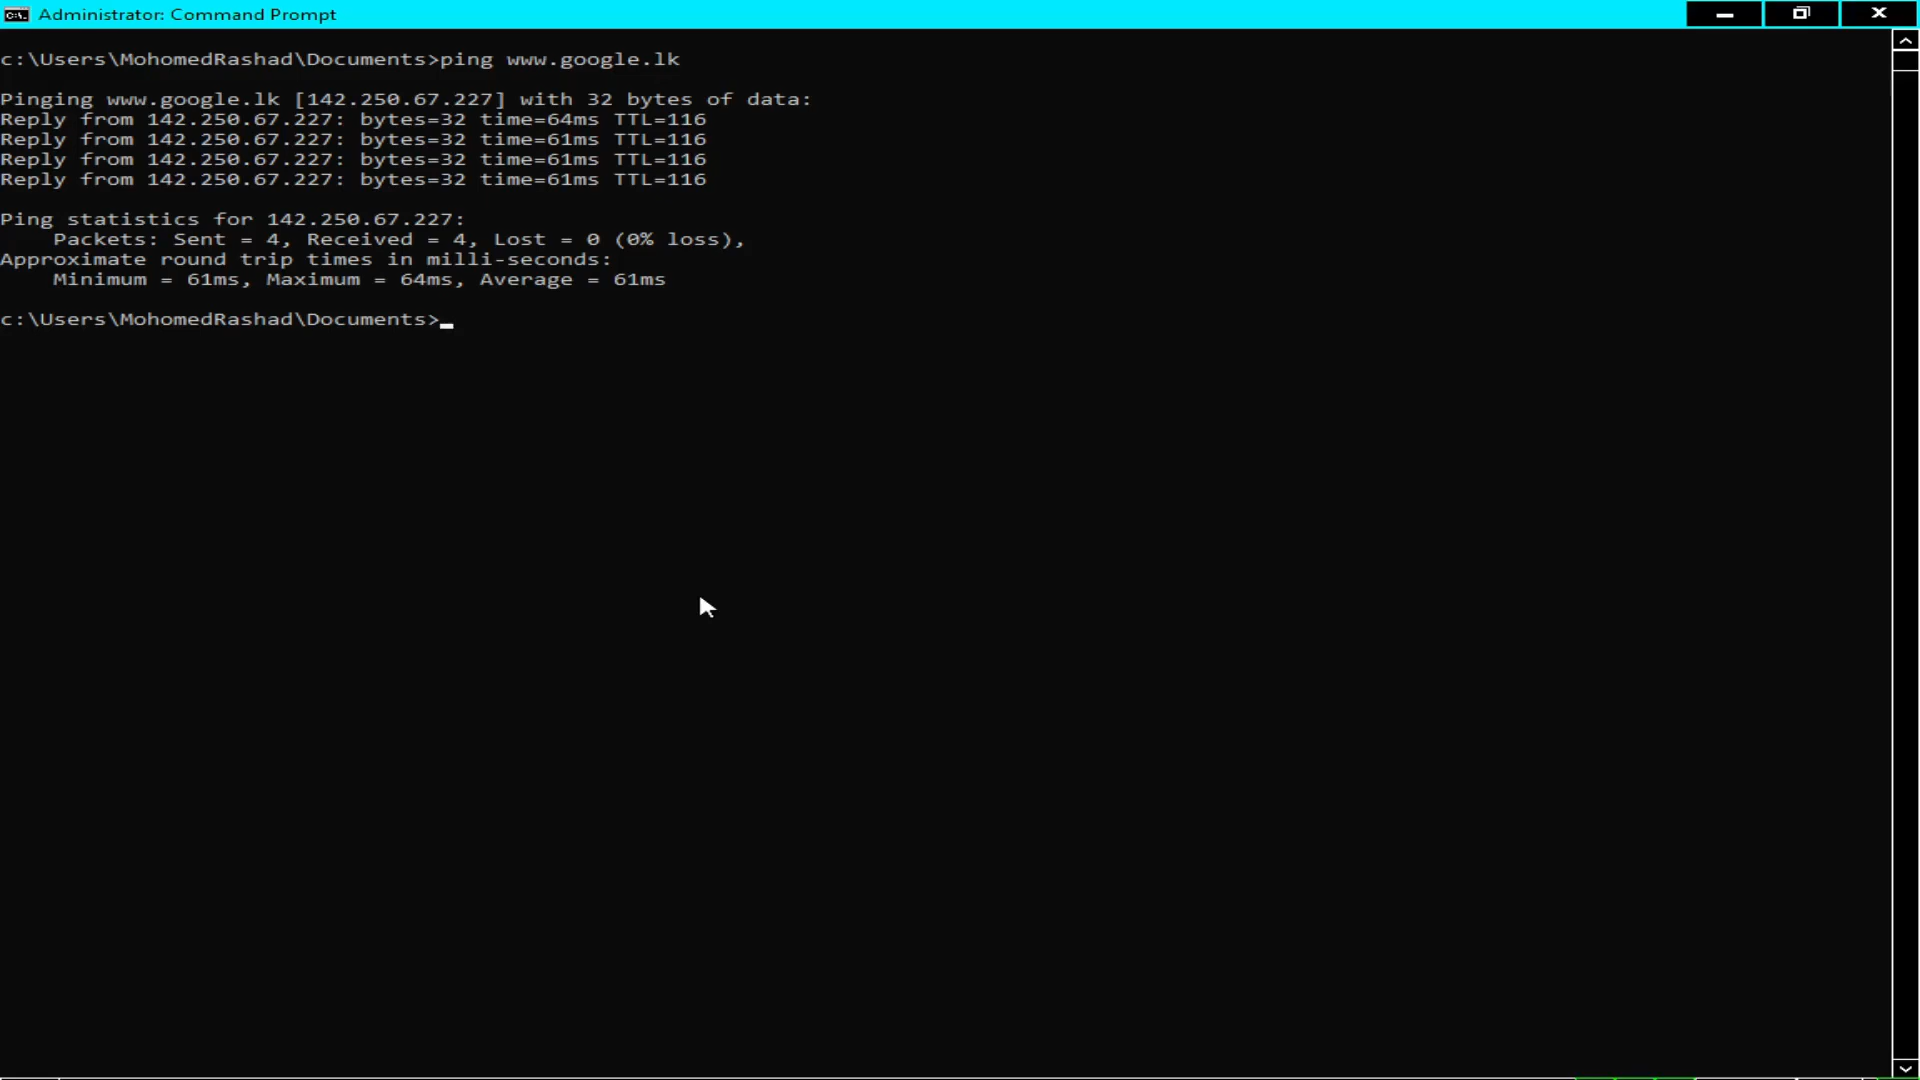 Administrator: Command Prompt
c:\Users\MohomedRashad\Documents>ping www.google.lk
Pinging www.google.lk [142.250.67.227] with 32 bytes of data:
Reply from 142.250.67.227: bytes=32 time=64ms TTL=116
Reply from 142.250.67.227: bytes=32 time=61ms TTL=116
Reply from 142.250.67.227: bytes=32 time=61ms TTL=116
Reply from 142.250.67.227: bytes=32 time=61ms TTL=116
Ping statistics for 142.250.67.227:
    Packets: Sent = 4, Received = 4, Lost = 0 (0% loss),
Approximate round trip times in milli-seconds:
    Minimum = 61ms, Maximum = 64ms, Average = 61ms
c:\Users\MohomedRashad\Documents>